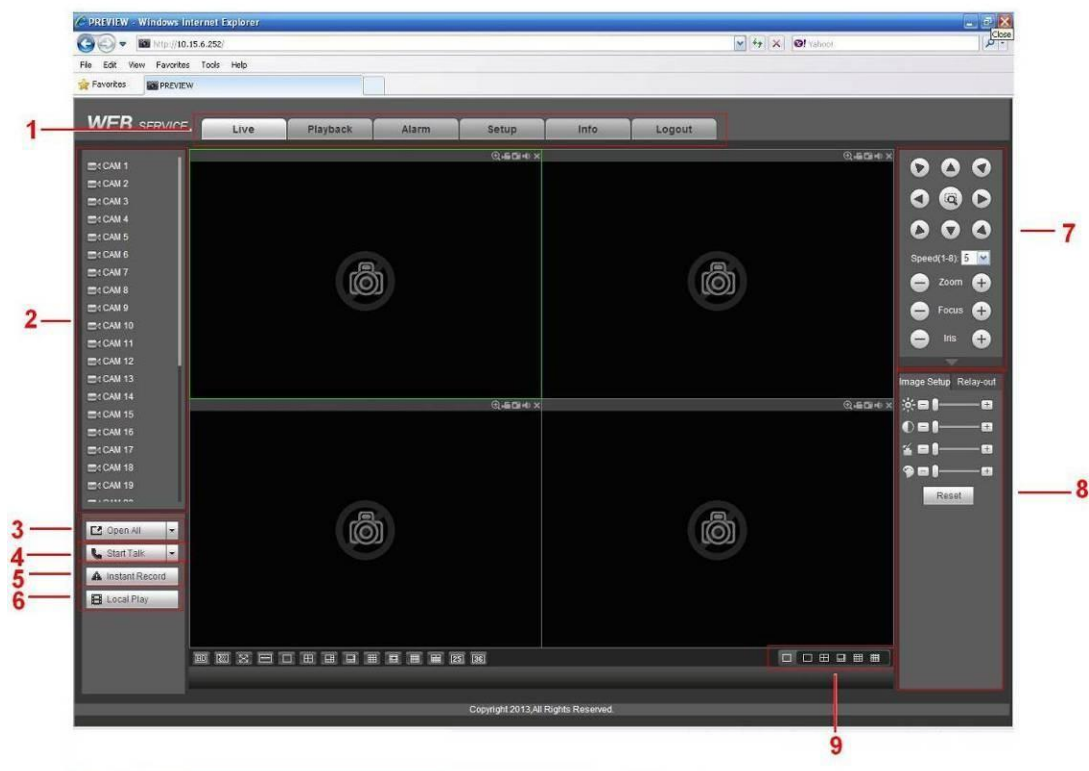 PREVIEW - Windows Internet Explorer
Close
http://10.15.6.252/
Yahoo!
File Edit View Favorites Tools Help
Favorites PREVIEW
WEB SERVICE
1
Live Playback Alarm Setup Info Logout
CAM 1
CAM 2
CAM 3
CAM 4
CAM 5
CAM 6
CAM 7
CAM 8
CAM 9
CAM 10
CAM 11
CAM 12
CAM 13
CAM 14
CAM 15
CAM 16
CAM 17
CAM 18
CAM 19
2
3 Open All
4 Start Talk
5 Instant Record
6 Local Play
7
Speed(1-8): 5
Zoom
Focus
Iris
Image Setup Relay-out
Reset
8
25 36
9
Copyright 2013,All Rights Reserved.